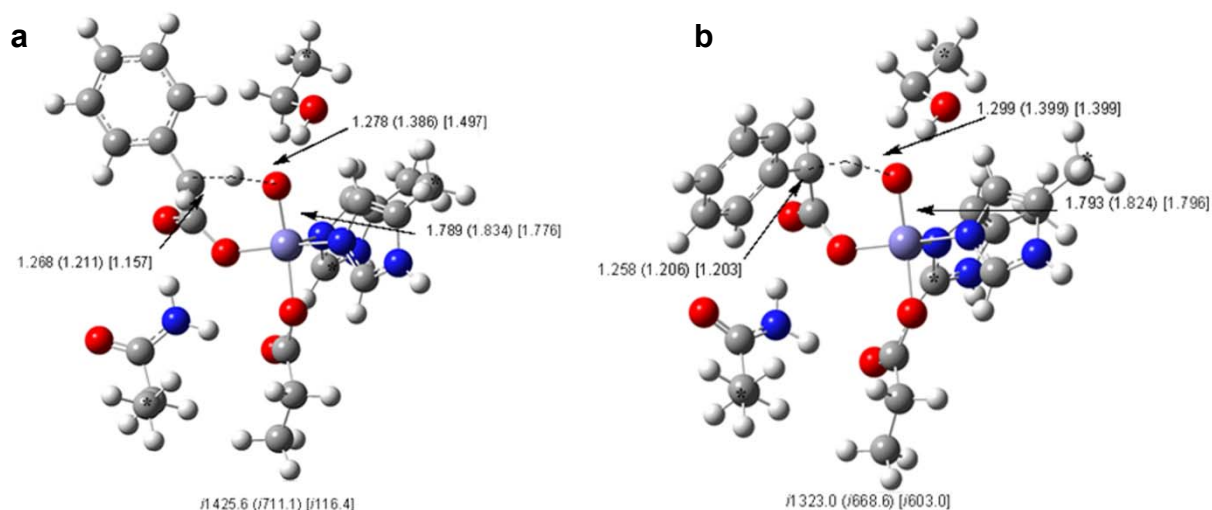 a
b
1.278 (1.386) [1.497]
1.789 (1.834) [1.776]
1.268 (1.211) [1.157]
i1425.6 (i711.1) [i116.4]
1.299 (1.399) [1.399]
1.793 (1.824) [1.796]
1.258 (1.206) [1.203]
i1323.0 (i668.6) [i603.0]